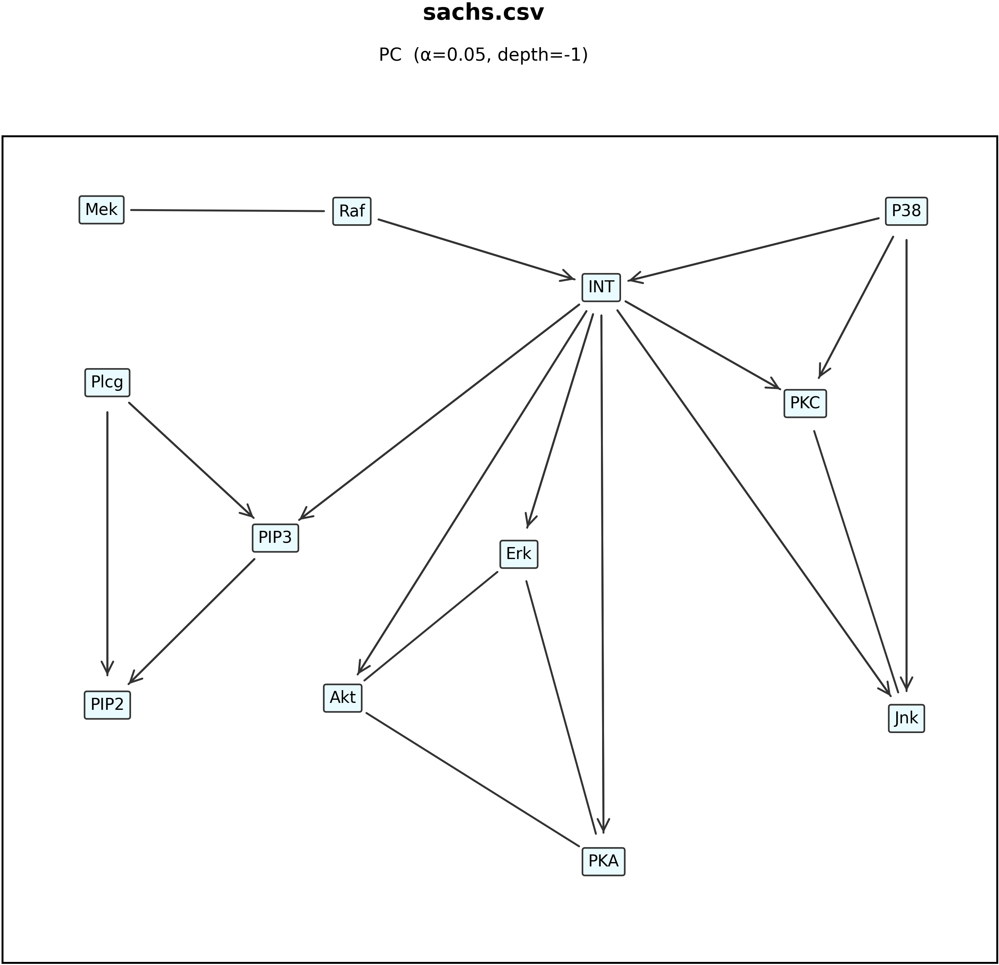 sachs.csv
PC (α=0.05, depth=-1)
Mek
Raf
P38
INT
Plcg
PKC
PIP3
Erk
Akt
PIP2
Jnk
PKA